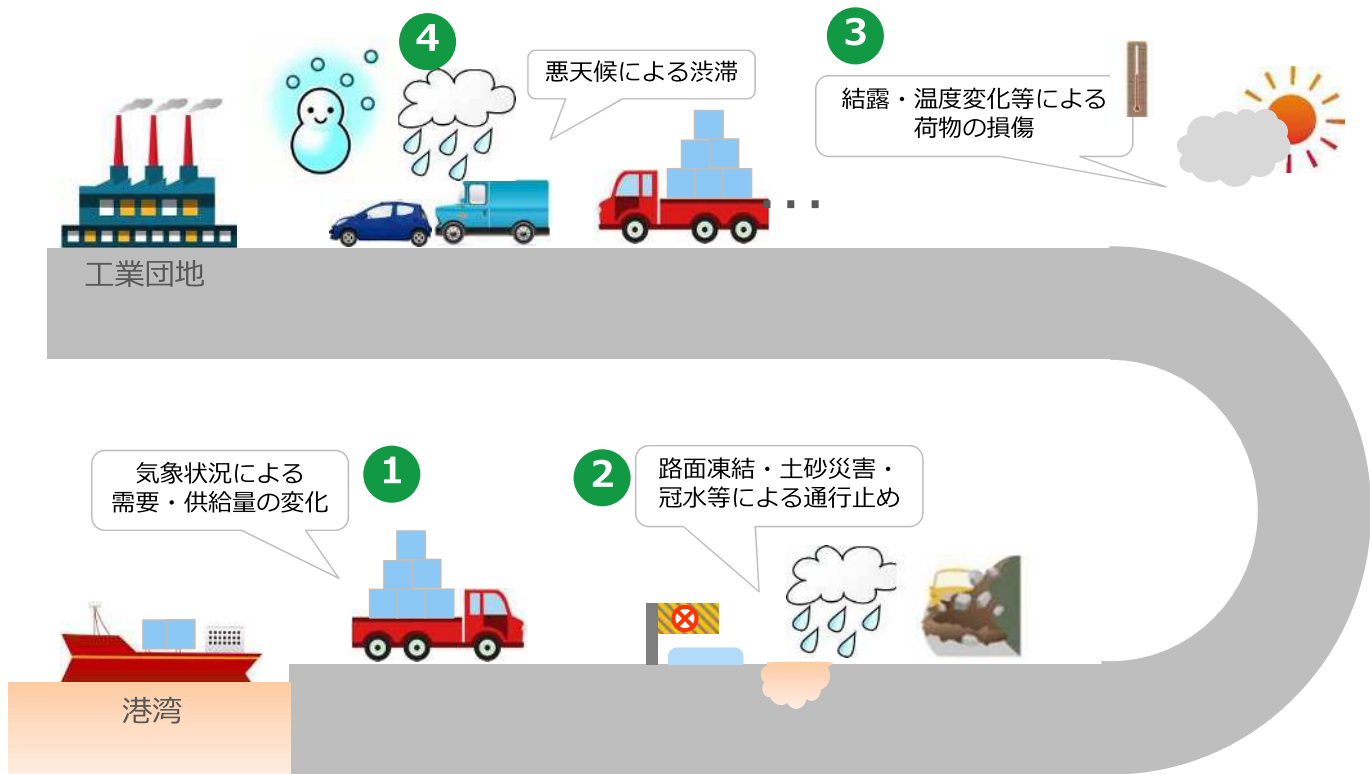 4
悪天候による渋滞
3
結露・温度変化等による
荷物の損傷
工業団地
気象状況による
需要・供給量の変化
1
2
路面凍結・土砂災害・
冠水等による通行止め
港湾